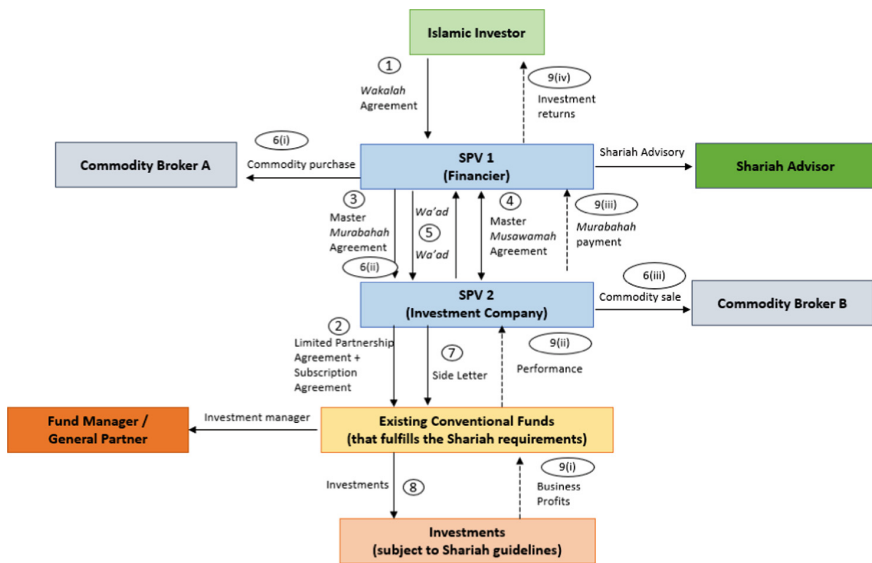 Islamic Investor
1
Wakalah
Agreement
9(iv)
Investment
returns
6(i)
Commodity purchase
Commodity Broker A
SPV 1
(Financier)
Shariah Advisory
Shariah Advisor
3
Master
Murabahah
Agreement
6(ii)
Wa'ad
5
Wa'ad
4
Master
Musawamah
Agreement
9(iii)
Murabahah
payment
SPV 2
(Investment Company)
6(iii)
Commodity sale
Commodity Broker B
2
Limited Partnership
Agreement +
Subscription
Agreement
7
Side Letter
9(ii)
Performance
Fund Manager /
General Partner
Investment manager
Existing Conventional Funds
(that fulfills the Shariah requirements)
Investments
8
9(i)
Business
Profits
Investments
(subject to Shariah guidelines)